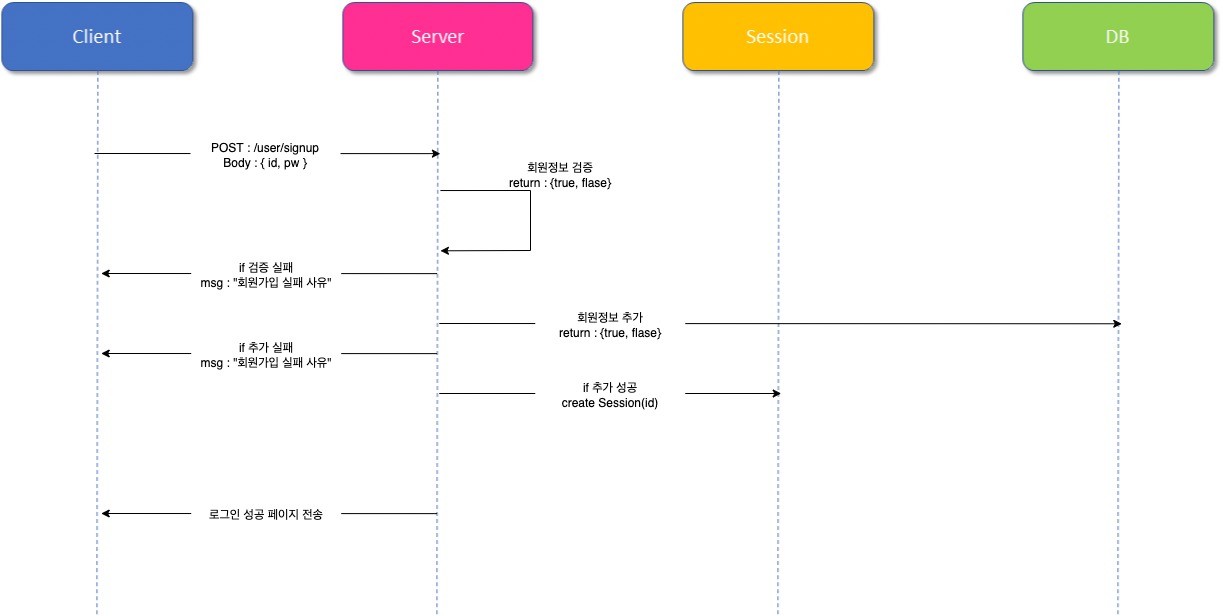 Client
Server
Session
DB
POST : /user/signup
Body : { id, pw }
회원정보 검증
return : {true, flase}
if 검증 실패
msg : "회원가입 실패 사유"
회원정보 추가
return : {true, flase}
if 추가 실패
msg : "회원가입 실패 사유"
if 추가 성공
create Session(id)
로그인 성공 페이지 전송